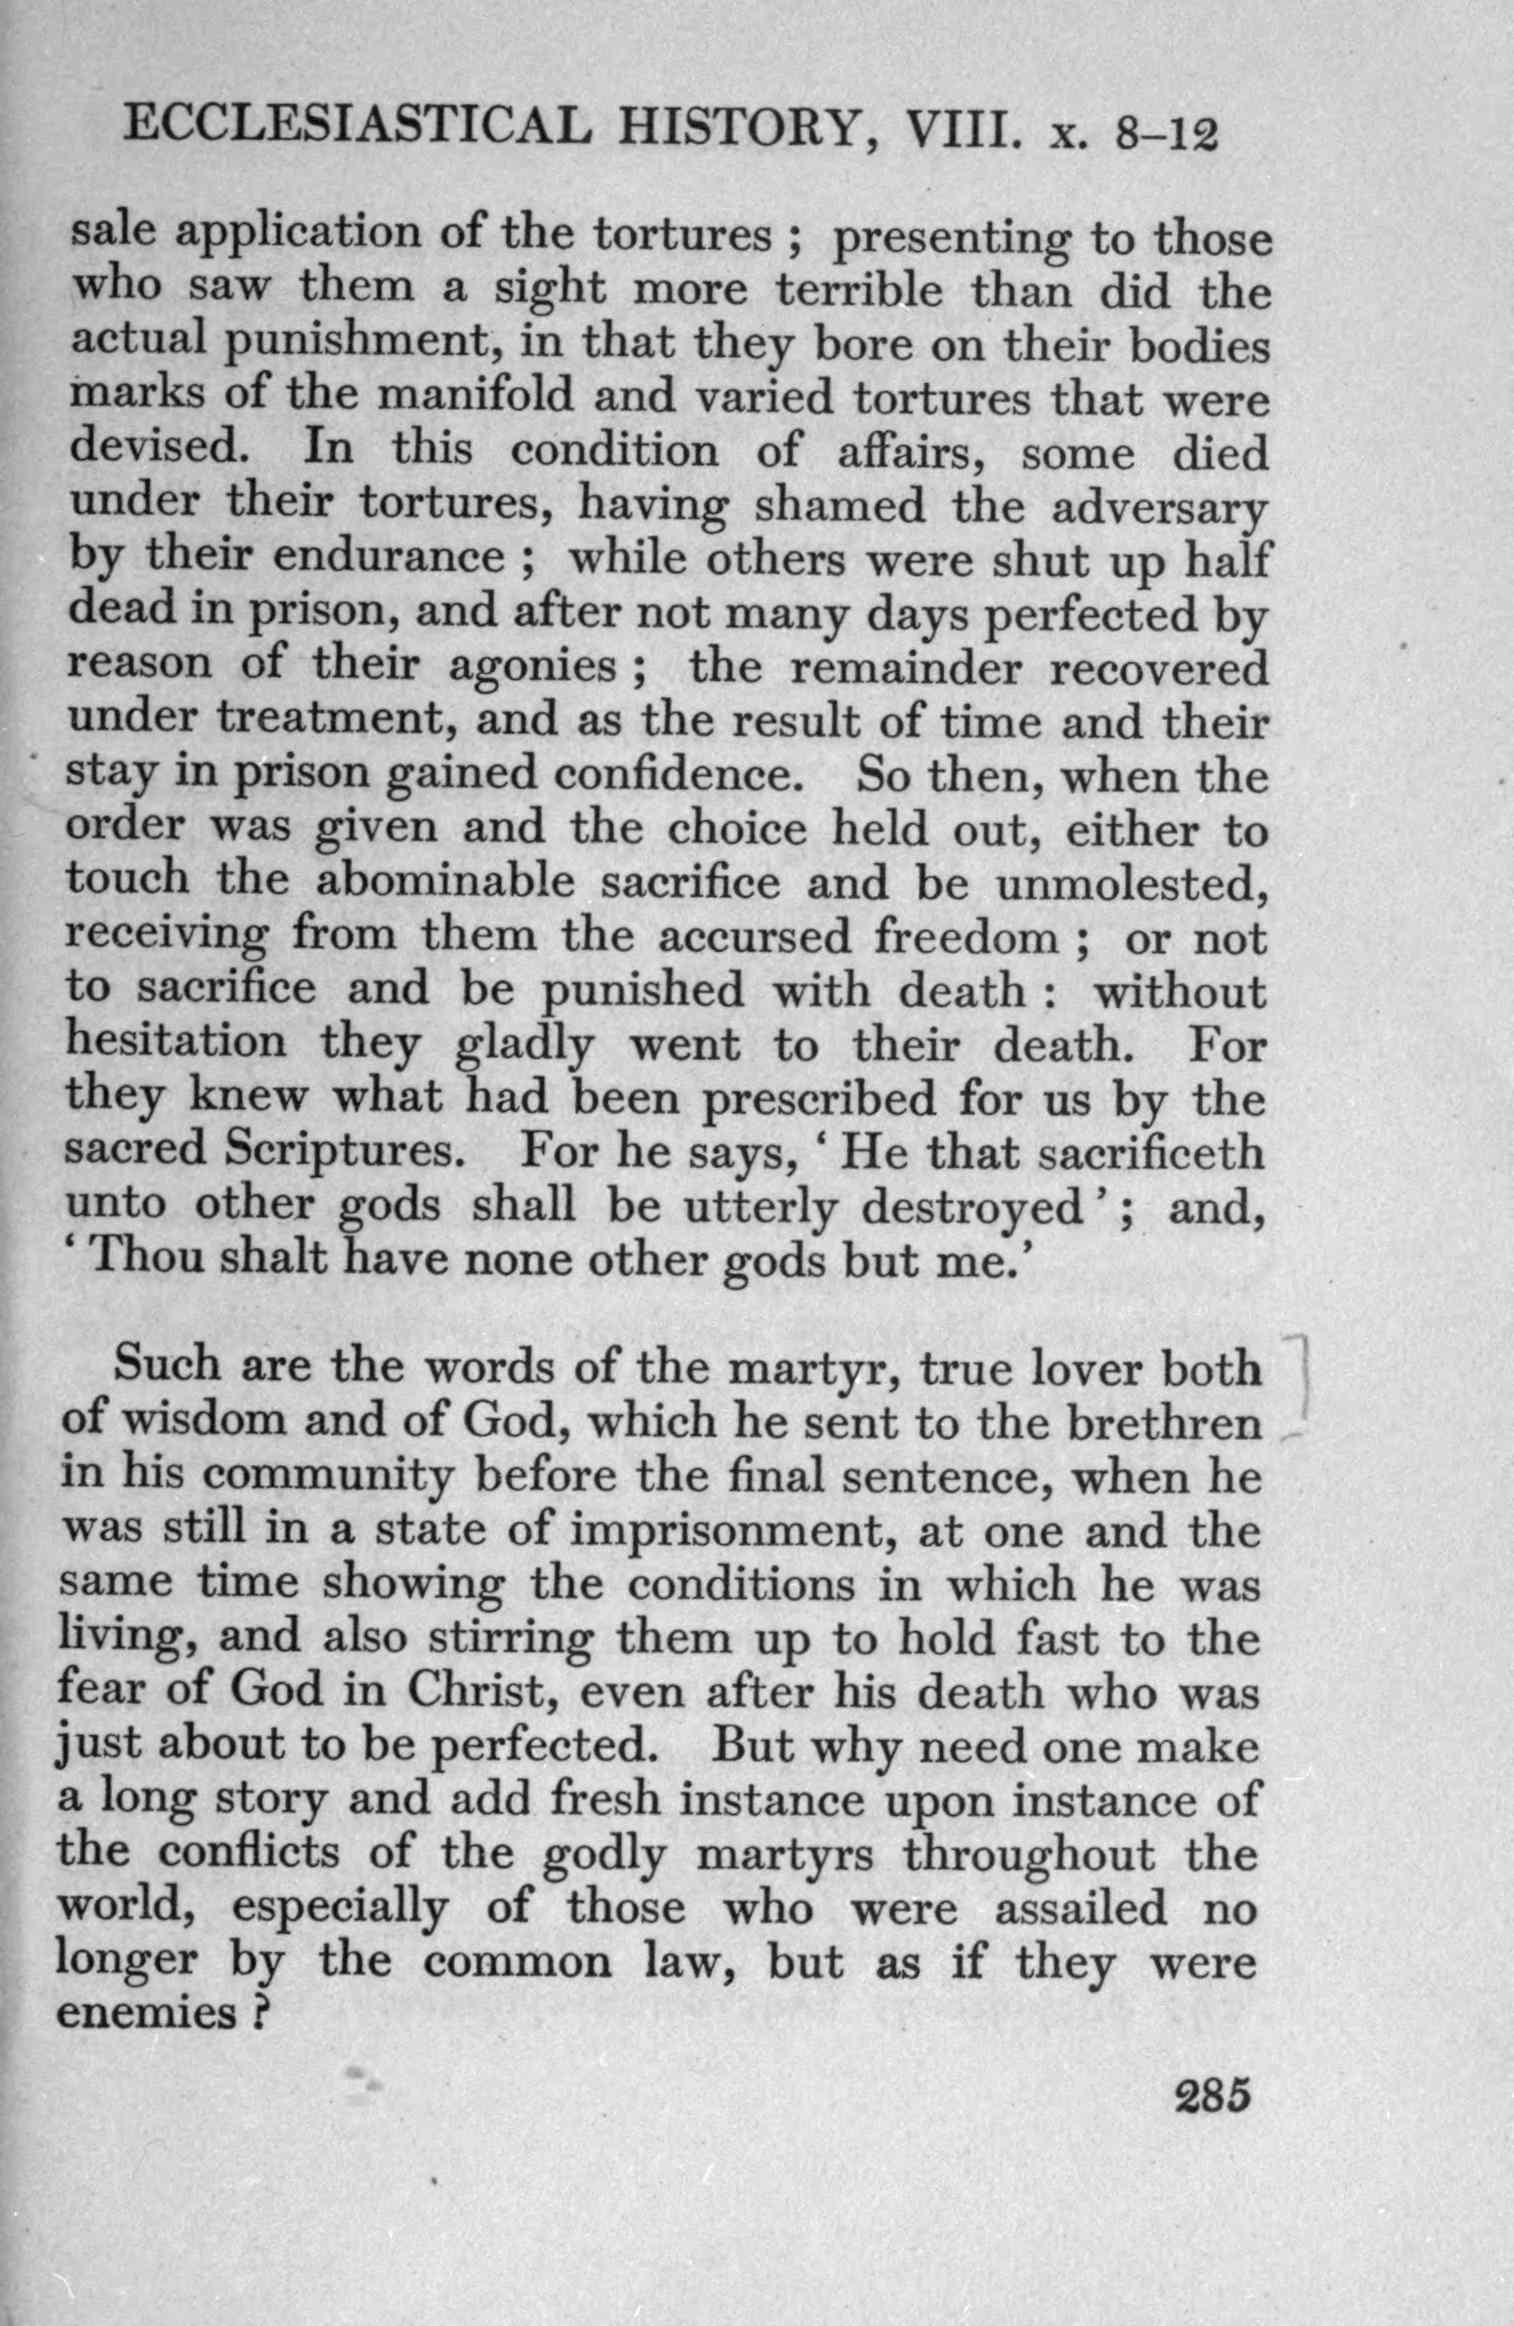 ECCLESIASTICAL HISTORY, VIII. x. 8–12
sale application of the tortures ; presenting to those
who saw them a sight more terrible than did the
actual punishment, in that they bore on their bodies
marks of the manifold and varied tortures that were
devised. In this condition of affairs, some died
under their tortures, having shamed the adversary
by their endurance ; while others were shut up half
dead in prison, and after not many days perfected by
reason of their agonies ; the remainder recovered
under treatment, and as the result of time and their
stay in prison gained confidence. So then, when the
order was given and the choice held out, either to
touch the abominable sacrifice and be unmolested,
receiving from them the accursed freedom ; or not
to sacrifice and be punished with death : without
hesitation they gladly went to their death. For
they knew what had been prescribed for us by the
sacred Scriptures. For he says, ‘ He that sacrificeth
unto other gods shall be utterly destroyed ’ ; and,
‘ Thou shalt have none other gods but me.’
Such are the words of the martyr, true lover both
of wisdom and of God, which he sent to the brethren
in his community before the final sentence, when he
was still in a state of imprisonment, at one and the
same time showing the conditions in which he was
living, and also stirring them up to hold fast to the
fear of God in Christ, even after his death who was
just about to be perfected. But why need one make
a long story and add fresh instance upon instance of
the conflicts of the godly martyrs throughout the
world, especially of those who were assailed no
longer by the common law, but as if they were
enemies ?
285